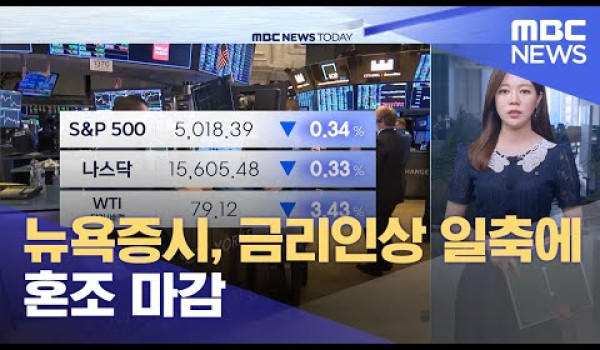 MBC NEWS TODAY
MBC
NEWS
S&P 500 5,018.39 ▼ 0.34 %
나스닥 15,605.48 ▼ 0.33 %
WTI 79.12 ▼ 3.43 %
뉴욕증시, 금리인상 일축에
혼조 마감